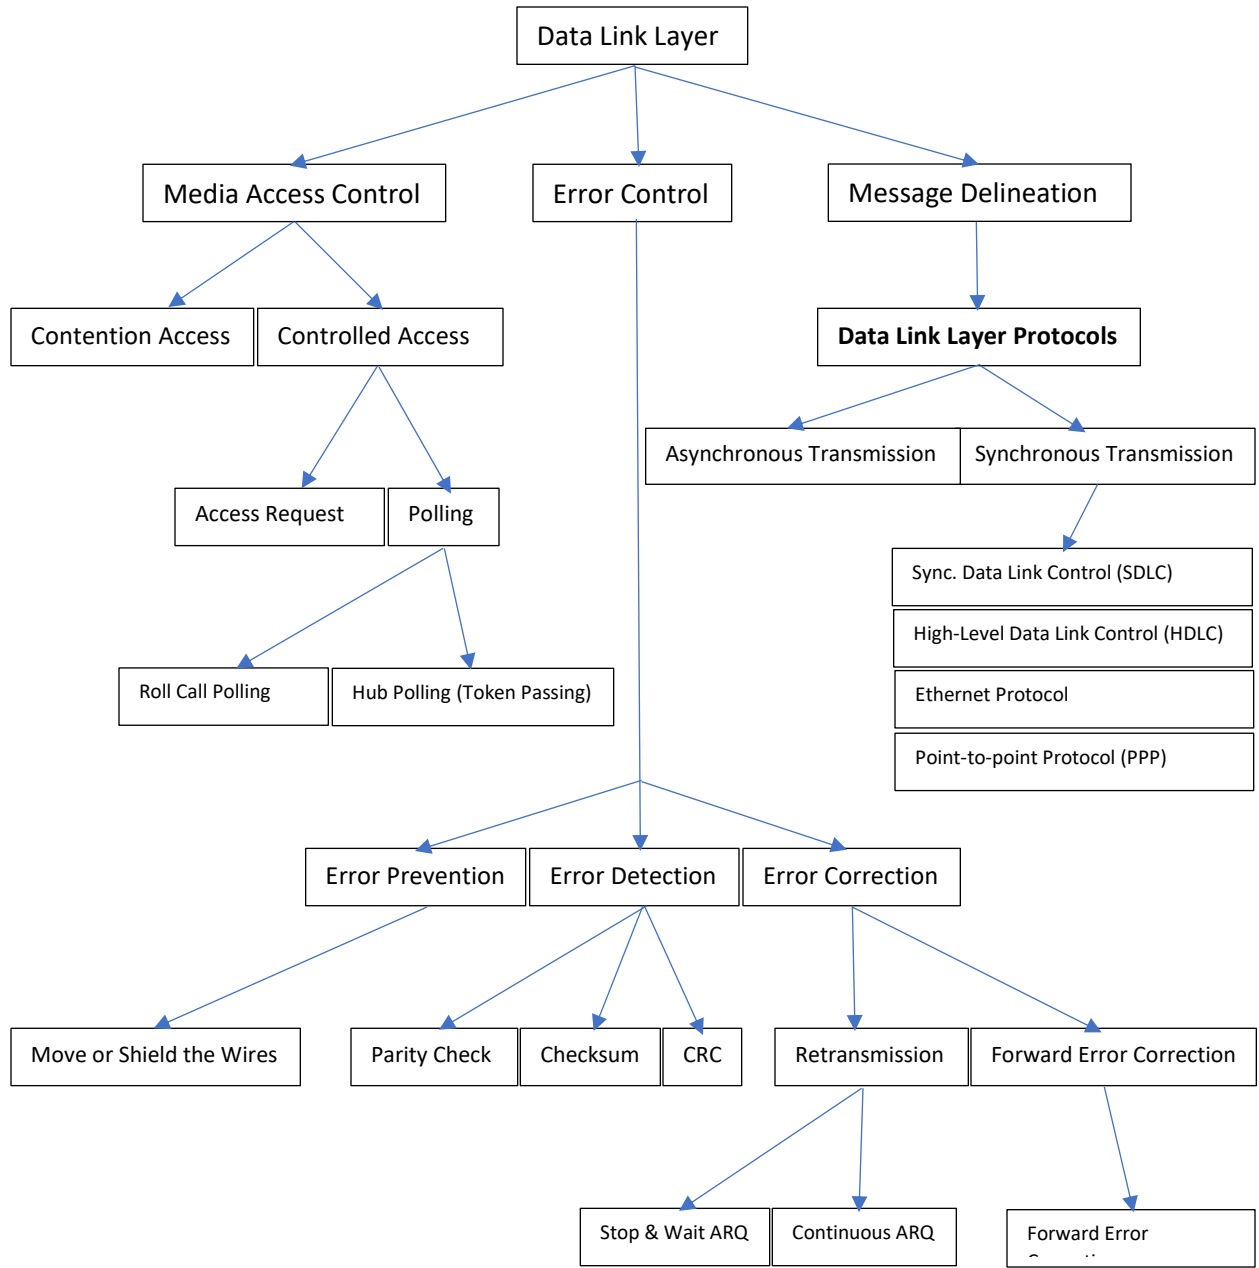 Data Link Layer
Media Access Control
Error Control
Message Delineation
Contention Access
Controlled Access
Data Link Layer Protocols
Asynchronous Transmission
Synchronous Transmission
Access Request
Polling
Sync. Data Link Control (SDLC)
High-Level Data Link Control (HDLC)
Roll Call Polling
Hub Polling (Token Passing)
Ethernet Protocol
Point-to-point Protocol (PPP)
Error Prevention
Error Detection
Error Correction
Move or Shield the Wires
Parity Check
Checksum
CRC
Retransmission
Forward Error Correction
Stop & Wait ARQ
Continuous ARQ
Forward Error